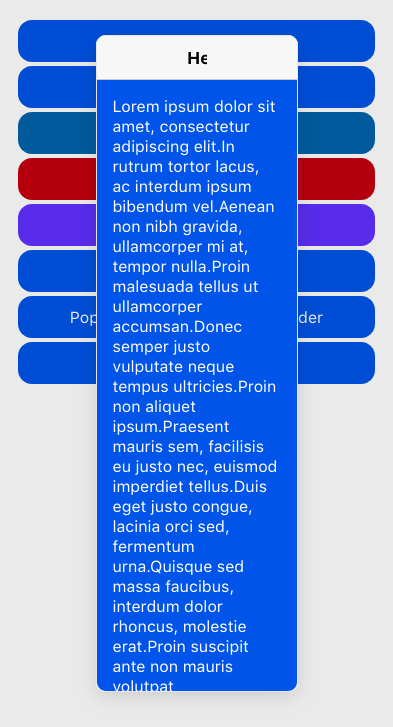 He
Lorem ipsum dolor sit
amet, consectetur
adipiscing elit.In
rutrum tortor lacus,
ac interdum ipsum
bibendum vel.Aenean
non nibh gravida,
ullamcorper mi at,
tempor nulla.Proin
malesuada tellus ut
ullamcorper
accumsan.Donec
semper justo
vulputate neque
tempus ultricies.Proin
non aliquet
ipsum.Praesent
mauris sem, facilisis
eu justo nec, euismod
imperdiet tellus.Duis
eget justo congue,
lacinia orci sed,
fermentum
urna.Quisque sed
massa faucibus,
interdum dolor
rhoncus, molestie
erat.Proin suscipit
ante non mauris
volutpat
Pop
der